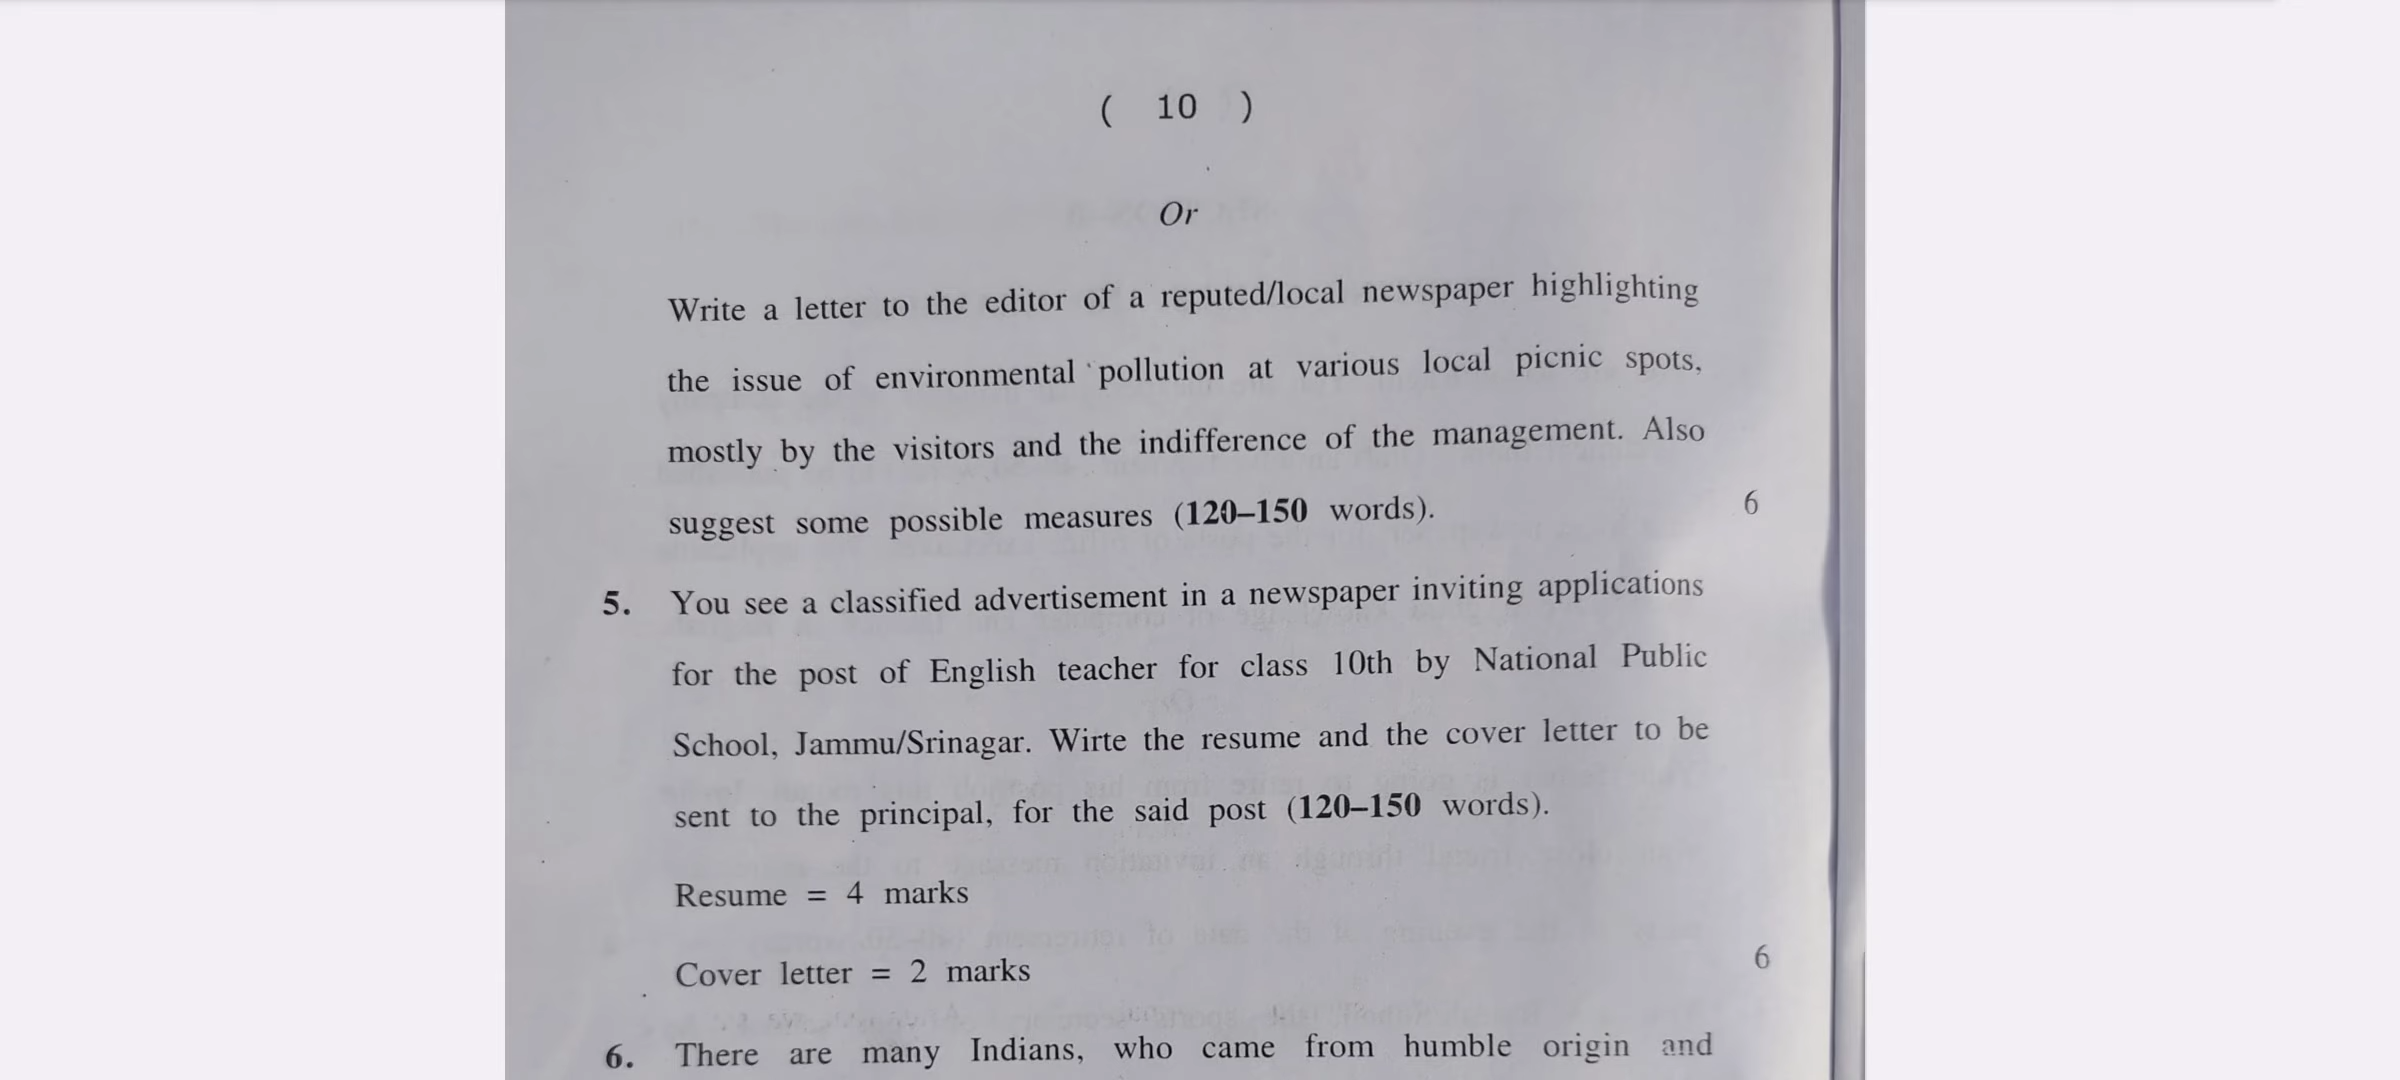 ( 10 )
Or
Write a letter to the editor of a reputed/local newspaper highlighting
the issue of environmental pollution at various local picnic spots,
mostly by the visitors and the indifference of the management. Also
suggest some possible measures (120–150 words). 6
5. You see a classified advertisement in a newspaper inviting applications
for the post of English teacher for class 10th by National Public
School, Jammu/Srinagar. Wirte the resume and the cover letter to be
sent to the principal, for the said post (120–150 words).
Resume = 4 marks
Cover letter = 2 marks 6
6. There are many Indians, who came from humble origin and